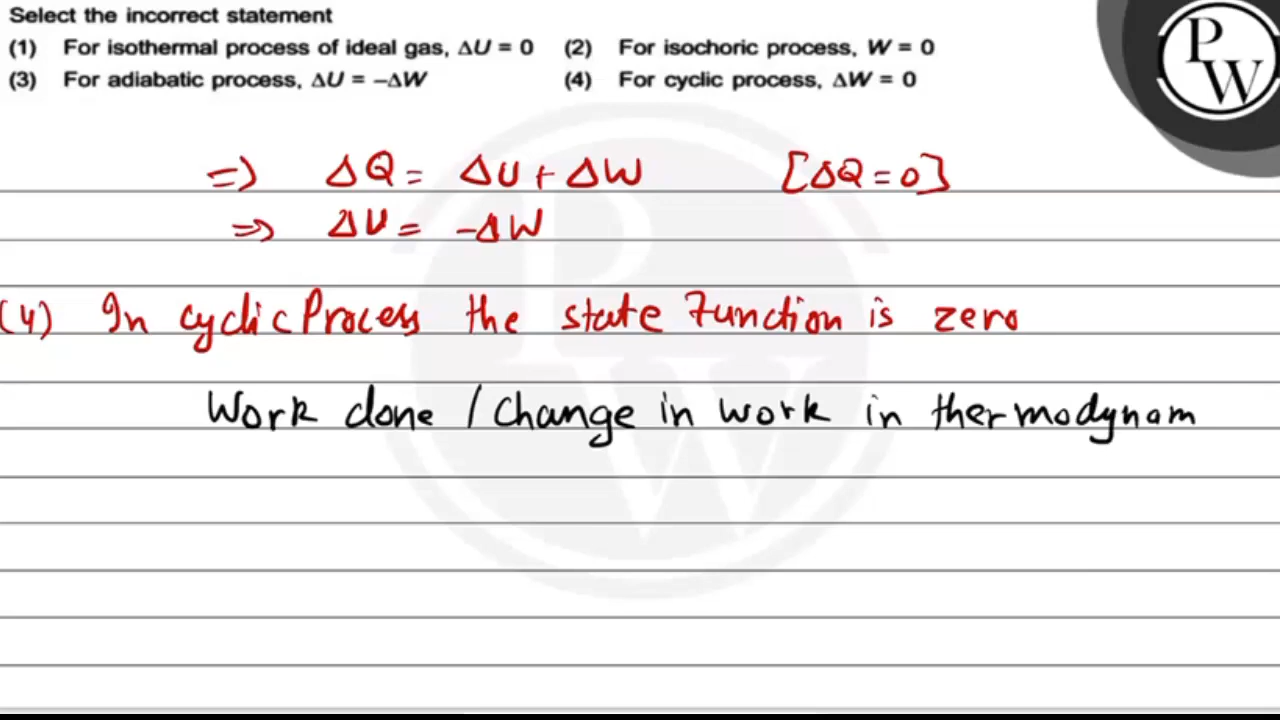 Select the incorrect statement
(1) For isothermal process of ideal gas, ΔU = 0 (2) For isochoric process, W = 0
(3) For adiabatic process, ΔU = –ΔW (4) For cyclic process, ΔW = 0
P
W
⇒ ΔQ = ΔU + ΔW [ΔQ = 0]
⇒ ΔU = -ΔW
(4) In cyclic Process the state Function is zero
Work done / Change in work in thermodynam